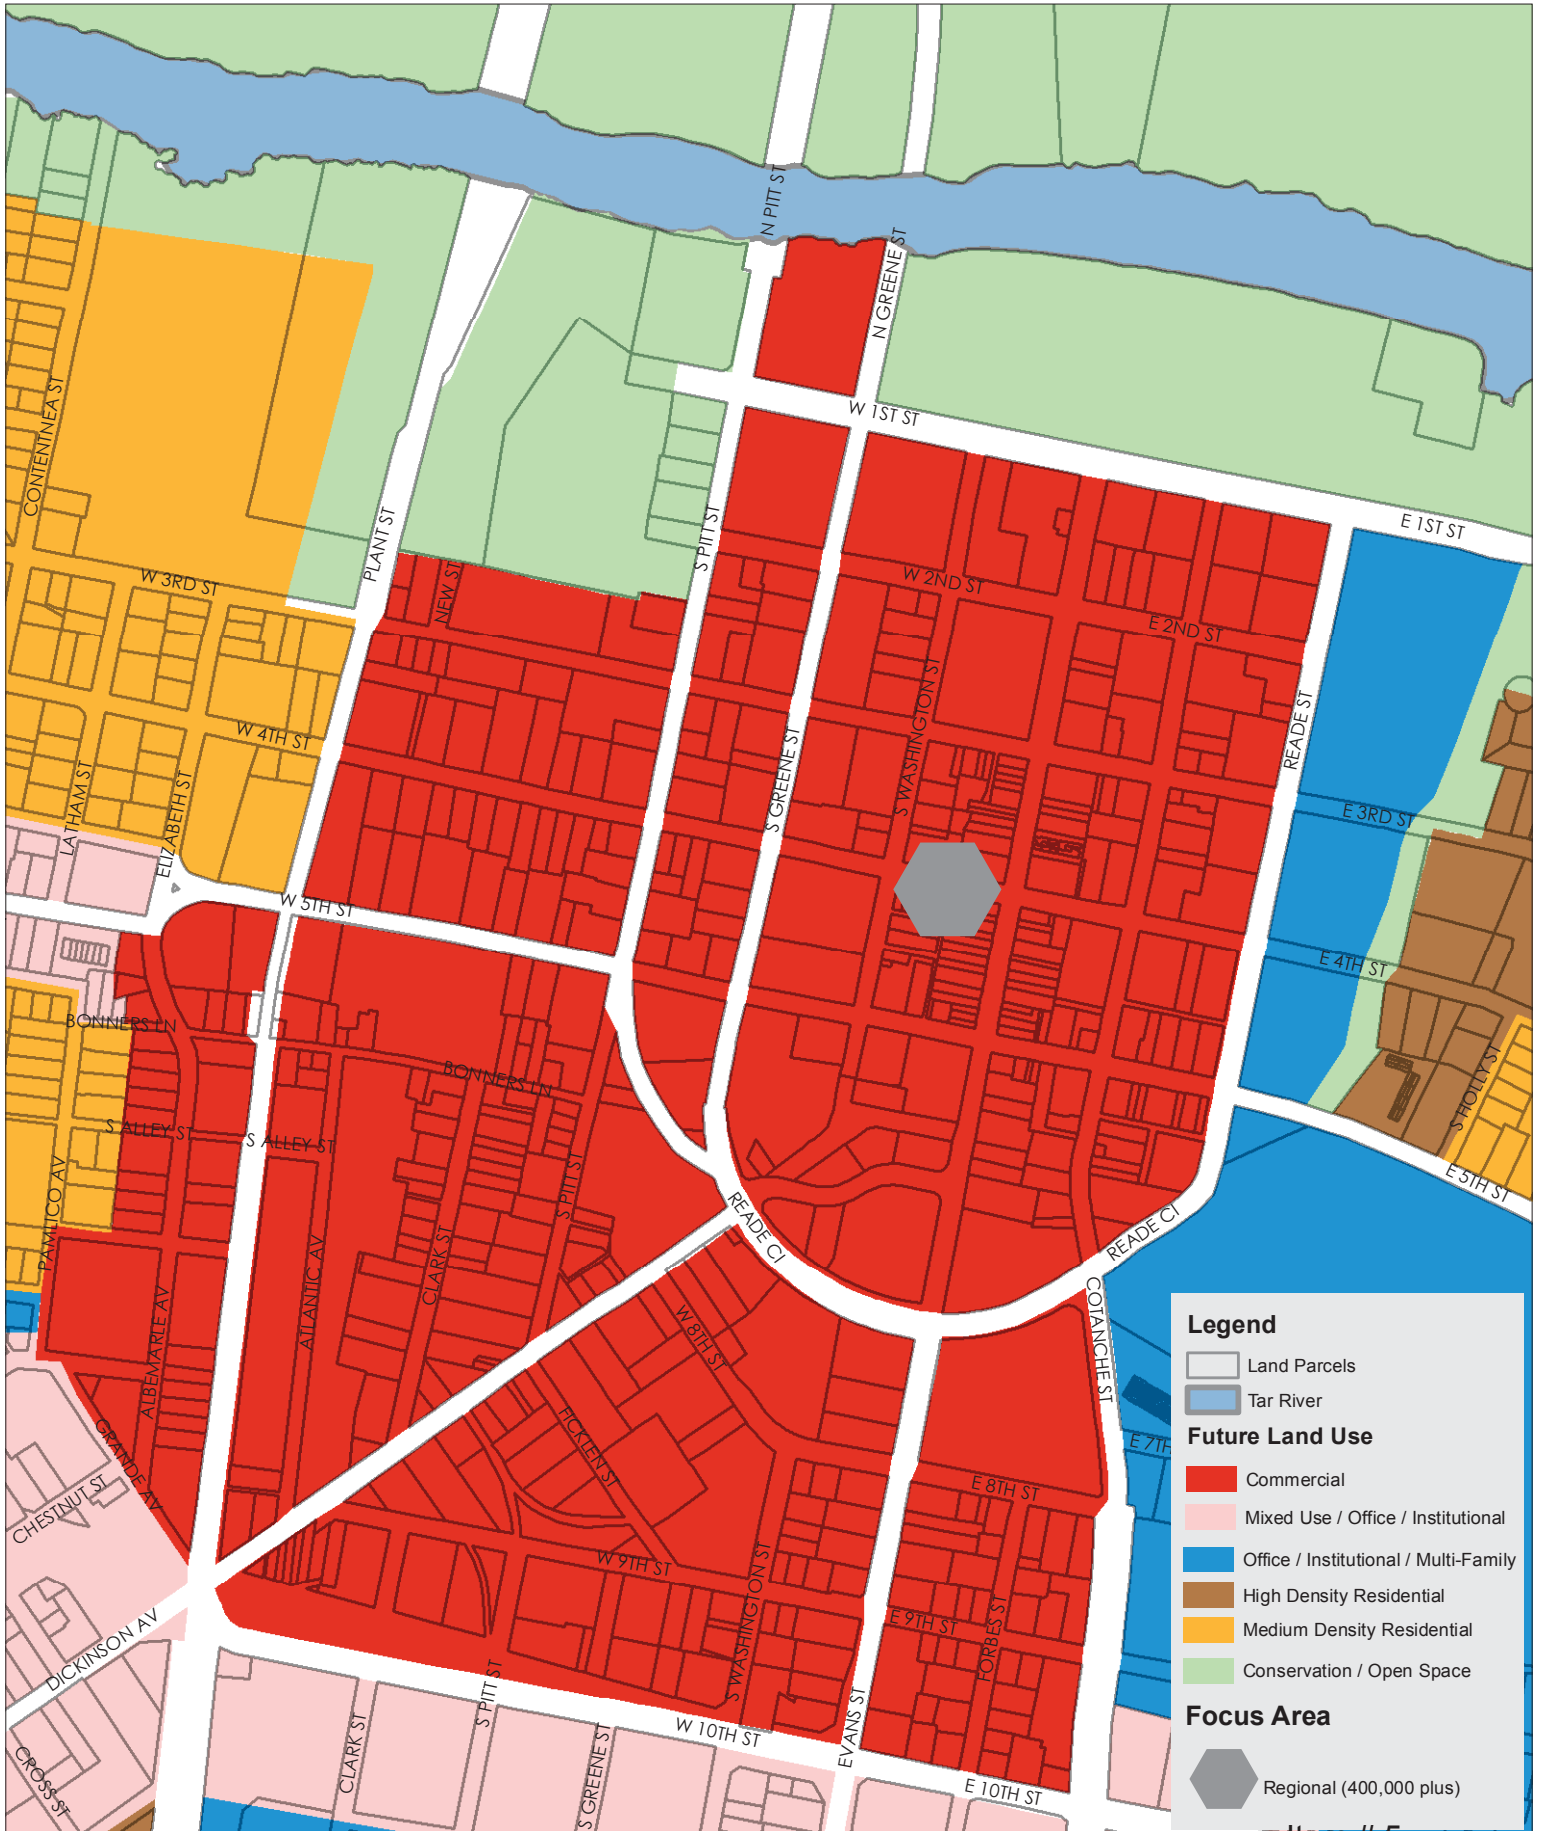 N PITT ST
N GREENE ST
W 1ST ST
E 1ST ST
CONTENTNEA ST
PLANT ST
S PITT ST
NEW ST
W 3RD ST
W 2ND ST
E 2ND ST
S WASHINGTON ST
READE ST
W 4TH ST
S GREENE ST
LATHAM ST
ELIZABETH ST
E 3RD ST
W 5TH ST
E 4TH ST
BONNERS LN
BONNERS LN
S HOLLY ST
S ALLEY ST
S ALLEY ST
PAMLICO AV
S PITT ST
E 5TH ST
READE CI
READE CI
CLARK ST
ATLANTIC AV
ALBEMARLE AV
W 8TH ST
COTANCHE ST
GRANDE AV
FICKLEN ST
E 7TH
CHESTNUT ST
E 8TH ST
W 9TH ST
S WASHINGTON ST
E 9TH ST
FORBES ST
DICKINSON AV
S PITT ST
W 10TH ST
EVANS ST
CLARK ST
S GREENE ST
E 10TH ST
CROSS ST
Legend
Land Parcels
Tar River
Future Land Use
Commercial
Mixed Use / Office / Institutional
Office / Institutional / Multi-Family
High Density Residential
Medium Density Residential
Conservation / Open Space
Focus Area
Regional (400,000 plus)